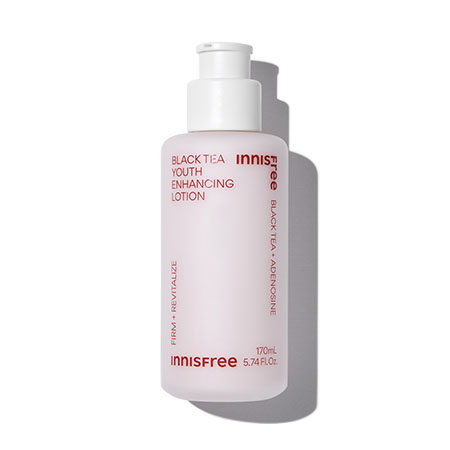 BLACK TEA
YOUTH
ENHANCING
LOTION
INNISFree
BLACK TEA + ADENOSINE
FIRM + REVITALIZE
170mL
5.74 Fl.Oz.
INNISFree